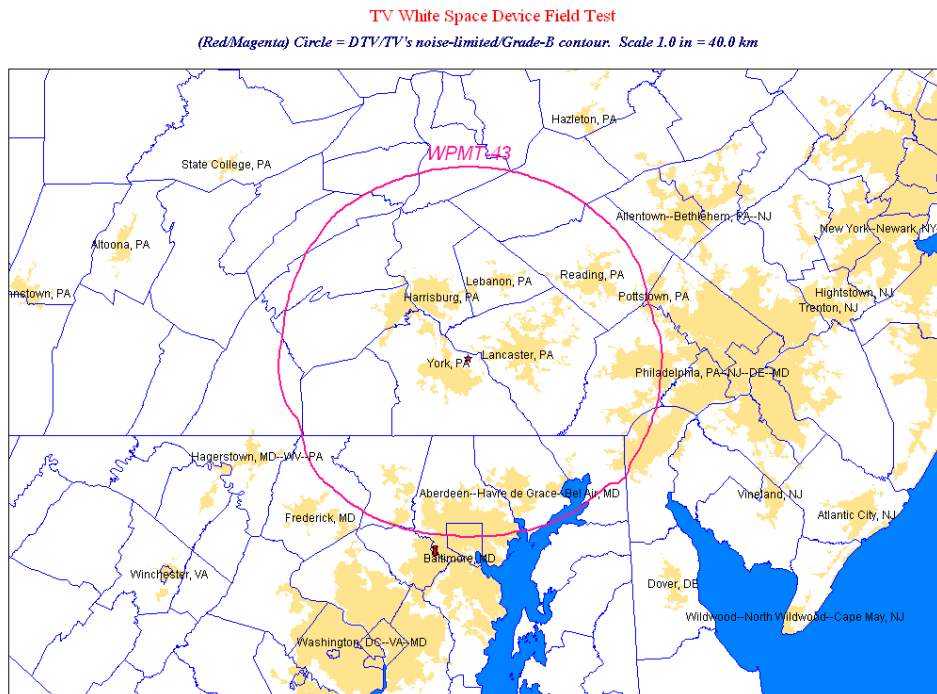 TV White Space Device Field Test
(Red/Magenta) Circle = DTV/TV's noise-limited/Grade-B contour. Scale 1.0 in = 40.0 km
Hazleton, PA
WPMT-43
State College, PA
Allentown--Bethlehem, PA--NJ
New York--Newark, NY
Altoona, PA
Reading, PA
Lebanon, PA
nnstown, PA
Harrisburg, PA
Pottstown, PA
Hightstown, NJ
Trenton, NJ
York, PA
Lancaster, PA
Philadelphia, PA--NJ--DE--MD
Hagerstown, MD--WV--PA
Aberdeen--Havre de Grace--Bel Air, MD
Vineland, NJ
Frederick, MD
Atlantic City, NJ
Baltimore, MD
Winchester, VA
Dover, DE
Wildwood--North Wildwood--Cape May, NJ
Washington, DC--VA--MD